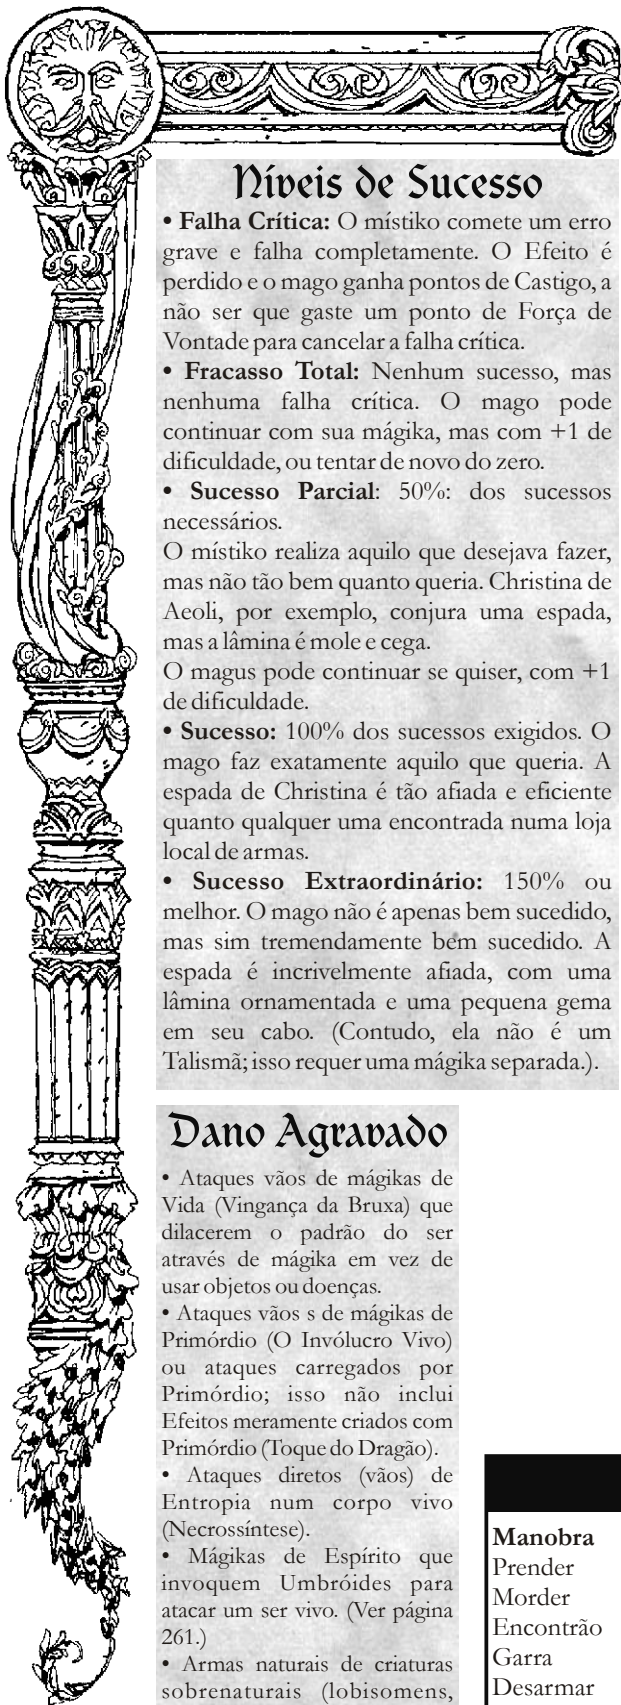 Níveis de Sucesso
• Falha Crítica: O místiko comete um erro
grave e falha completamente. O Efeito é
perdido e o mago ganha pontos de Castigo, a
não ser que gaste um ponto de Força de
Vontade para cancelar a falha crítica.
• Fracasso Total: Nenhum sucesso, mas
nenhuma falha crítica. O mago pode
continuar com sua mágika, mas com +1 de
dificuldade, ou tentar de novo do zero.
• Sucesso Parcial: 50%: dos sucessos
necessários.
O místiko realiza aquilo que desejava fazer,
mas não tão bem quanto queria. Christina de
Aeoli, por exemplo, conjura uma espada,
mas a lâmina é mole e cega.
O magus pode continuar se quiser, com +1
de dificuldade.
• Sucesso: 100% dos sucessos exigidos. O
mago faz exatamente aquilo que queria. A
espada de Christina é tão afiada e eficiente
quanto qualquer uma encontrada numa loja
local de armas.
• Sucesso Extraordinário: 150% ou
melhor. O mago não é apenas bem sucedido,
mas sim tremendamente bem sucedido. A
espada é incrivelmente afiada, com uma
lâmina ornamentada e uma pequena gema
em seu cabo. (Contudo, ela não é um
Talismã; isso requer uma mágika separada.).
Dano Agravado
• Ataques vãos de mágikas de
Vida (Vingança da Bruxa) que
dilacerem o padrão do ser
através de mágika em vez de
usar objetos ou doenças.
• Ataques vãos s de mágikas de
Primórdio (O Invólucro Vivo)
ou ataques carregados por
Primórdio; isso não inclui
Efeitos meramente criados com
Primórdio (Toque do Dragão).
• Ataques diretos (vãos) de
Entropia num corpo vivo
(Necrossíntese).
• Mágikas de Espírito que
invoquem Umbróides para
atacar um ser vivo. (Ver página
261.)
• Armas naturais de criaturas
sobrenaturais (lobisomens,
Manobra
Prender
Morder
Encontrão
Garra
Desarmar